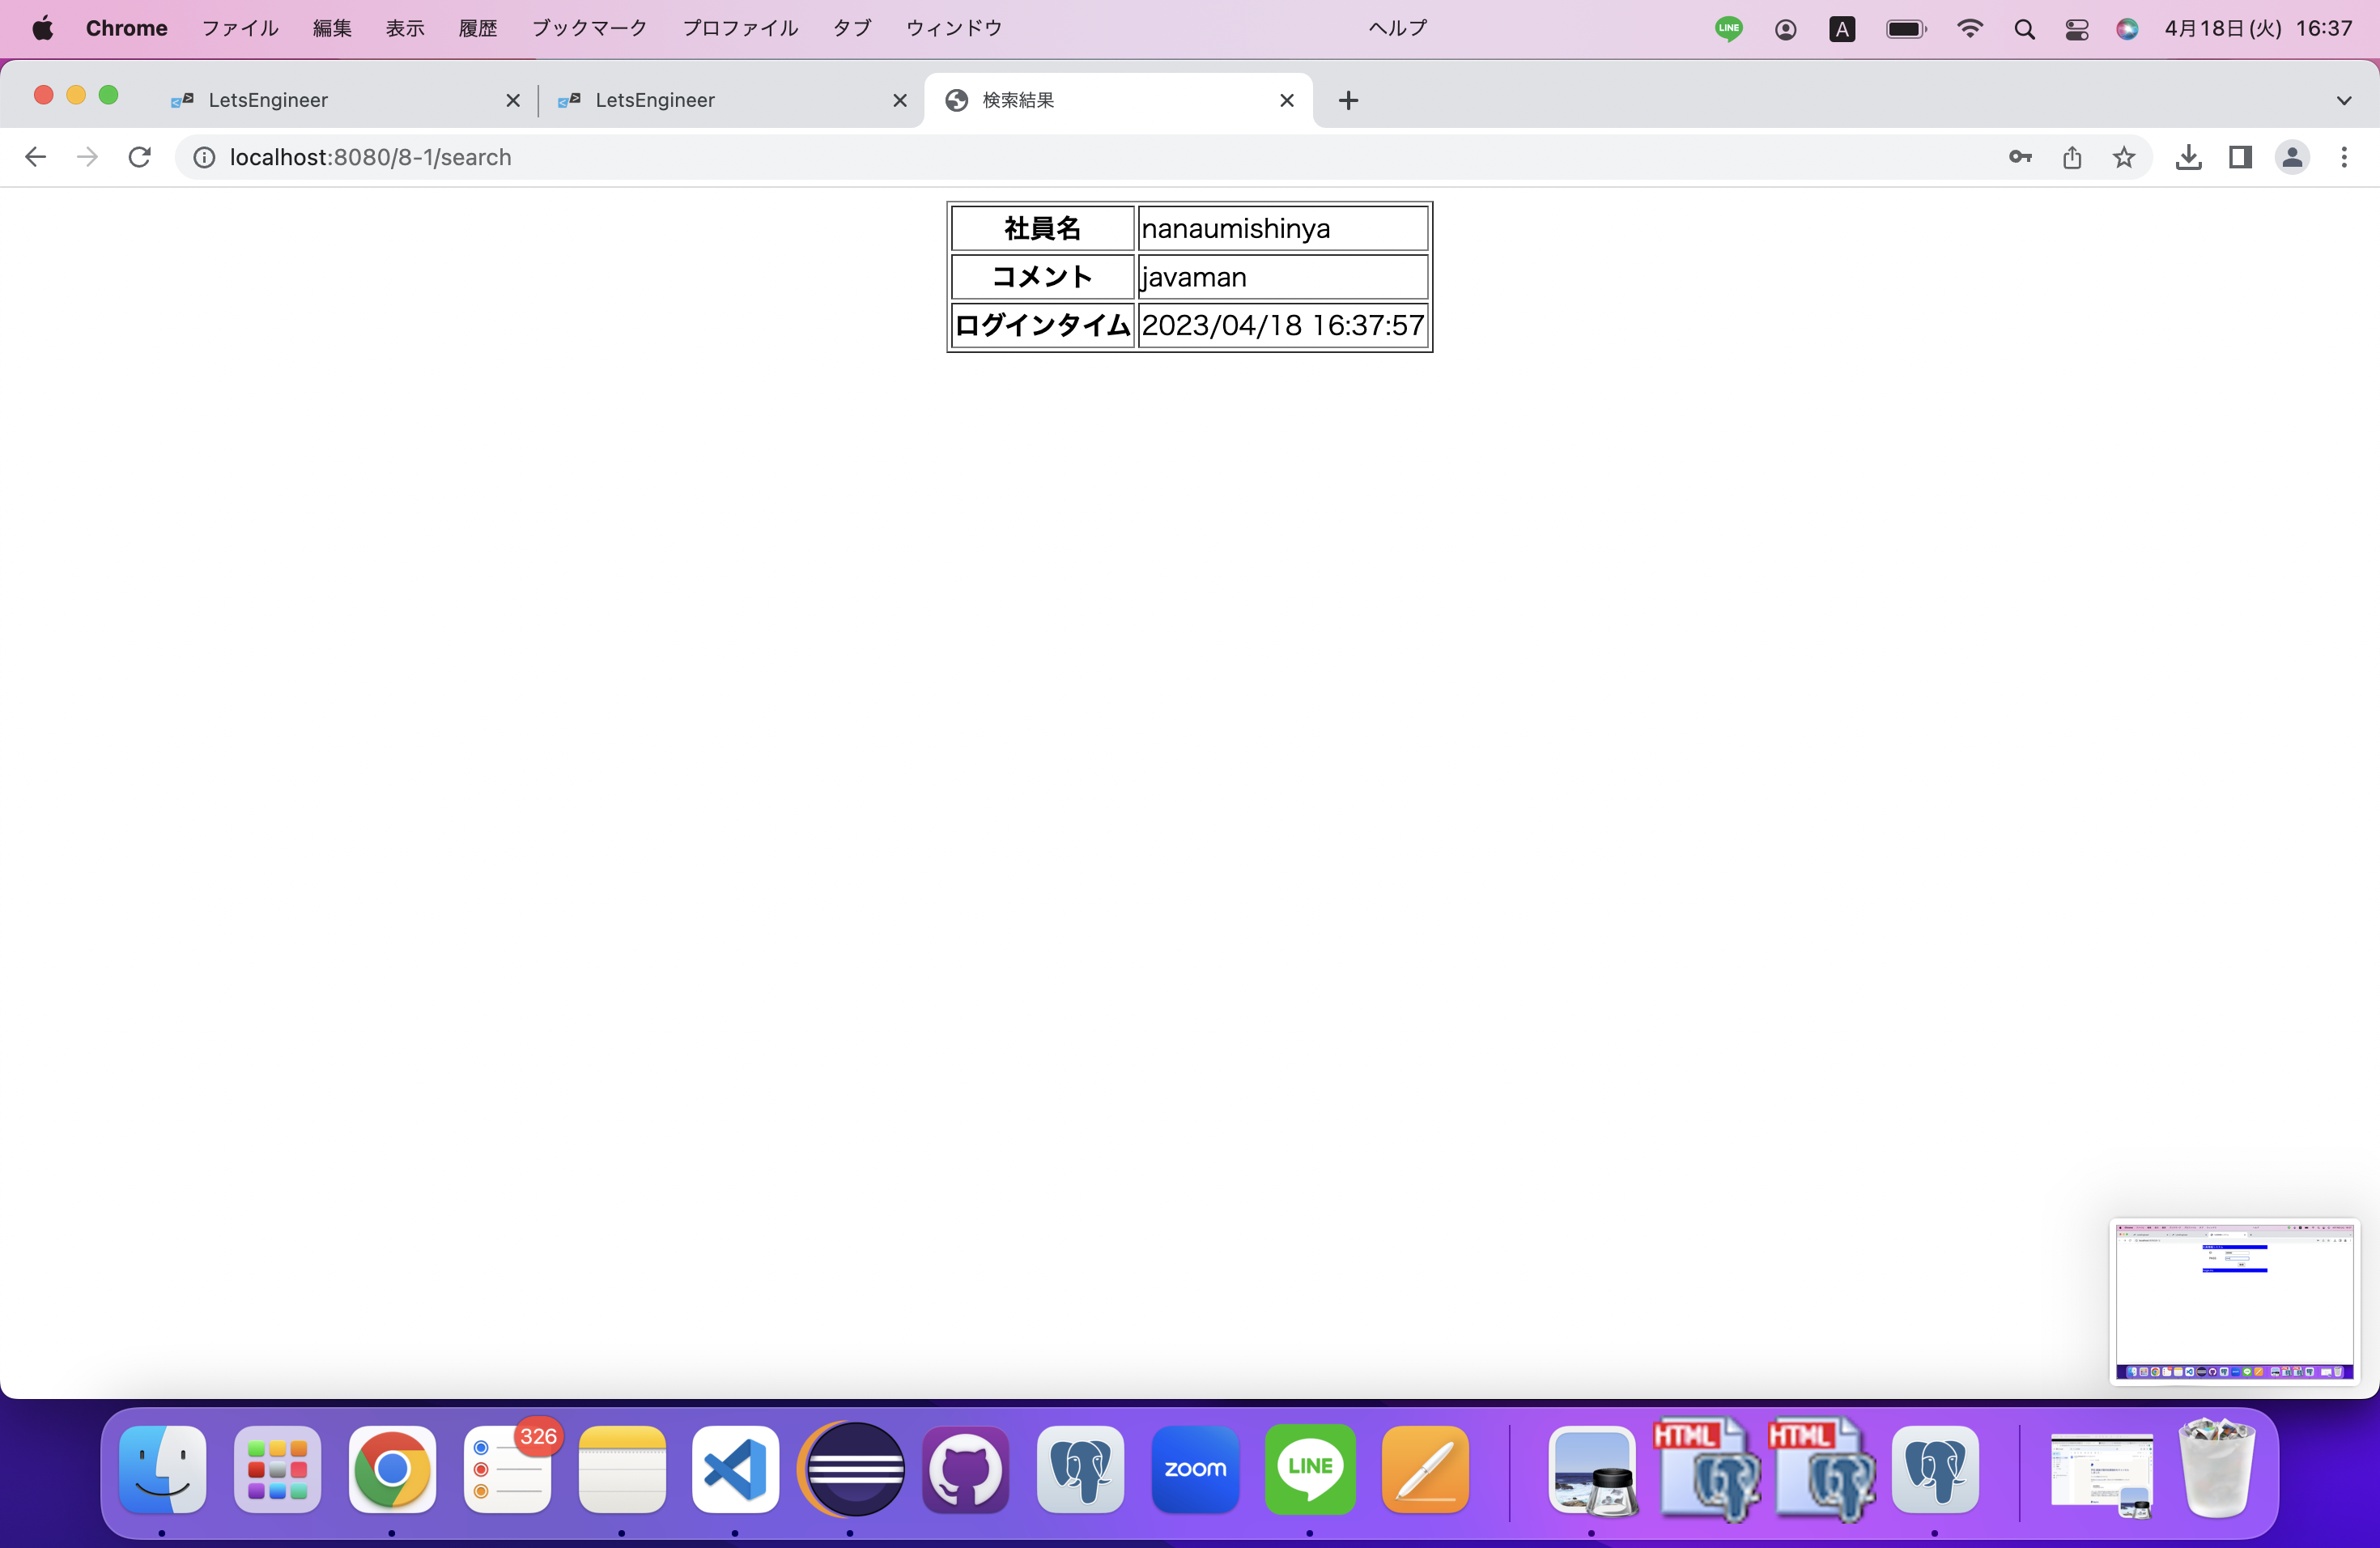 Chrome ファイル 編集 表示 履歴 ブックマーク プロファイル タブ ウィンドウ ヘルプ LINE A 4月18日(火) 16:37
LetsEngineer LetsEngineer 検索結果
localhost:8080/8-1/search
社員名 nanaumishinya
コメント javaman
ログインタイム 2023/04/18 16:37:57
326
zoom LINE HTML HTML